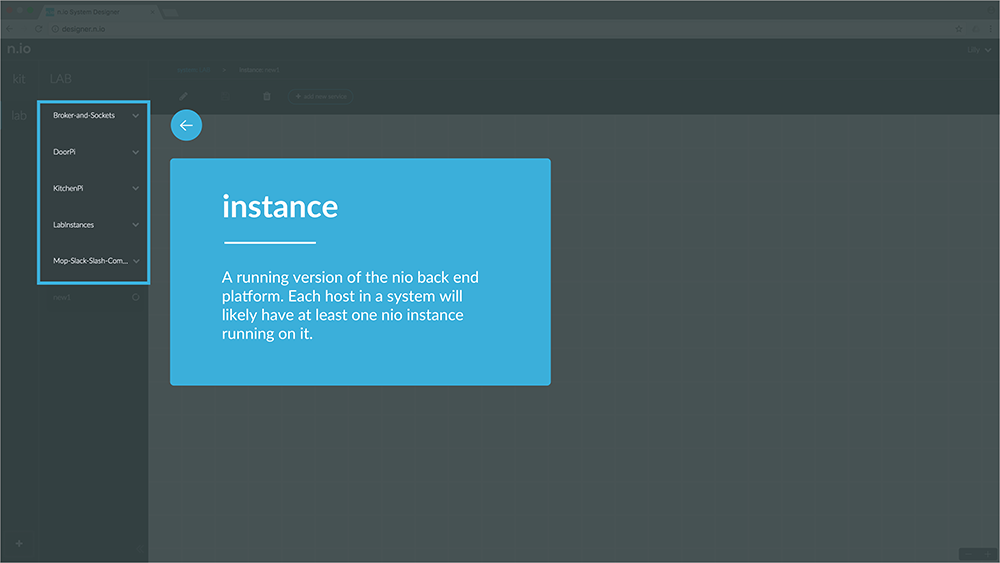 n.io System Designer
designer.n.io
n.io
Lilly
kit
LAB
lab
Broker-and-Sockets
DoorPi
KitchenPi
LabInstances
Mop-Slack-Slash-Com...
new1
add new service
instance
A running version of the nio back end
platform. Each host in a system will
likely have at least one nio instance
running on it.